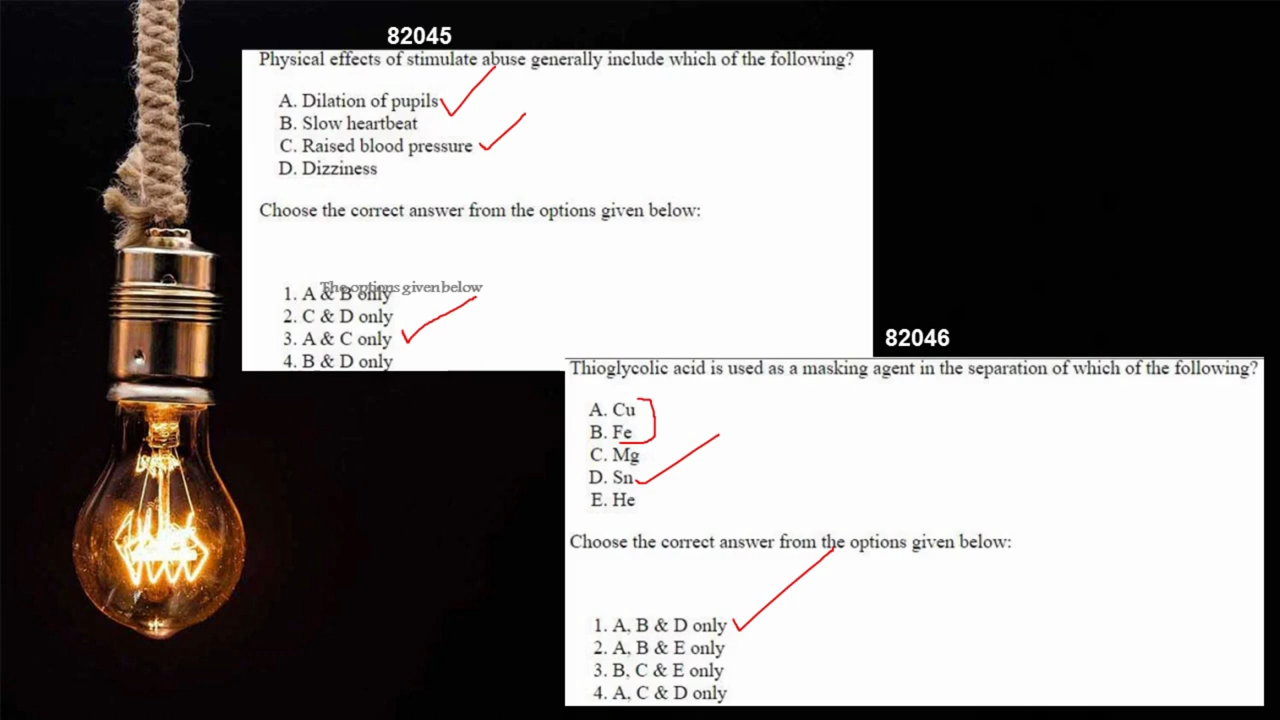 82045
Physical effects of stimulate abuse generally include which of the following?
A. Dilation of pupils
B. Slow heartbeat
C. Raised blood pressure
D. Dizziness
Choose the correct answer from the options given below:
The options given below
1. A & B only
2. C & D only
3. A & C only
4. B & D only
82046
Thioglycolic acid is used as a masking agent in the separation of which of the following?
A. Cu
B. Fe
C. Mg
D. Sn
E. He
Choose the correct answer from the options given below:
1. A, B & D only
2. A, B & E only
3. B, C & E only
4. A, C & D only